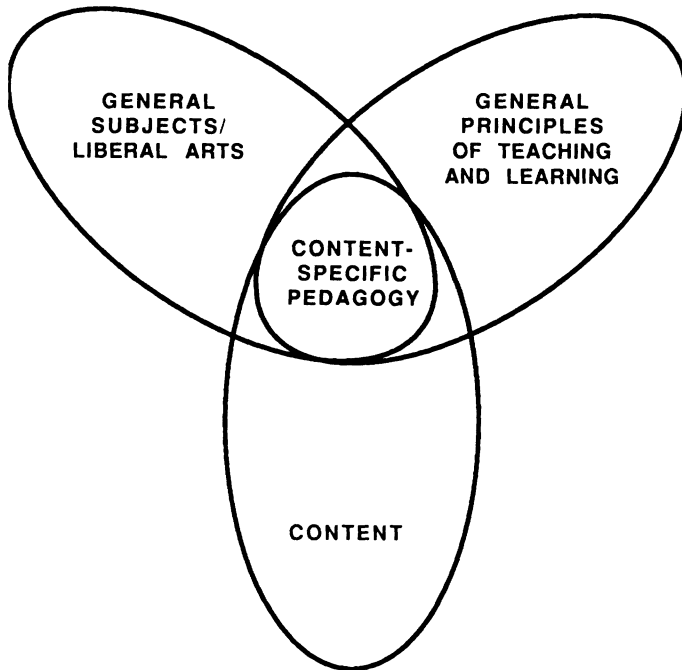 GENERAL
SUBJECTS/
LIBERAL ARTS
GENERAL
PRINCIPLES
OF TEACHING
AND LEARNING
CONTENT-
SPECIFIC
PEDAGOGY
CONTENT